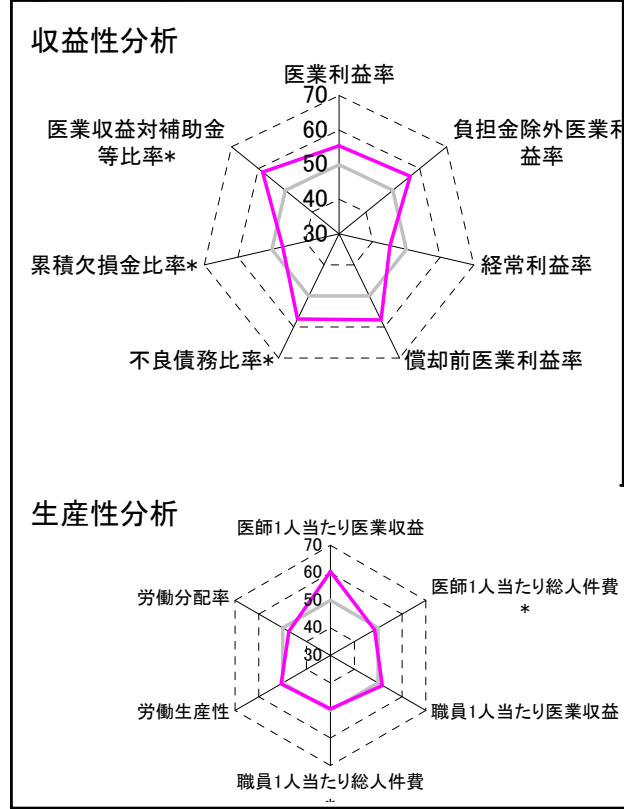 収益性分析
医業利益率
70
60
50
40
30
医業収益対補助金
等比率*
負担金除外医業利
益率
累積欠損金比率*
経常利益率
不良債務比率*
償却前医業利益率
生産性分析
医師1人当たり医業収益
70
60
50
40
30
労働分配率
医師1人当たり総人件費
*
労働生産性
職員1人当たり医業収益
職員1人当たり総人件費
*